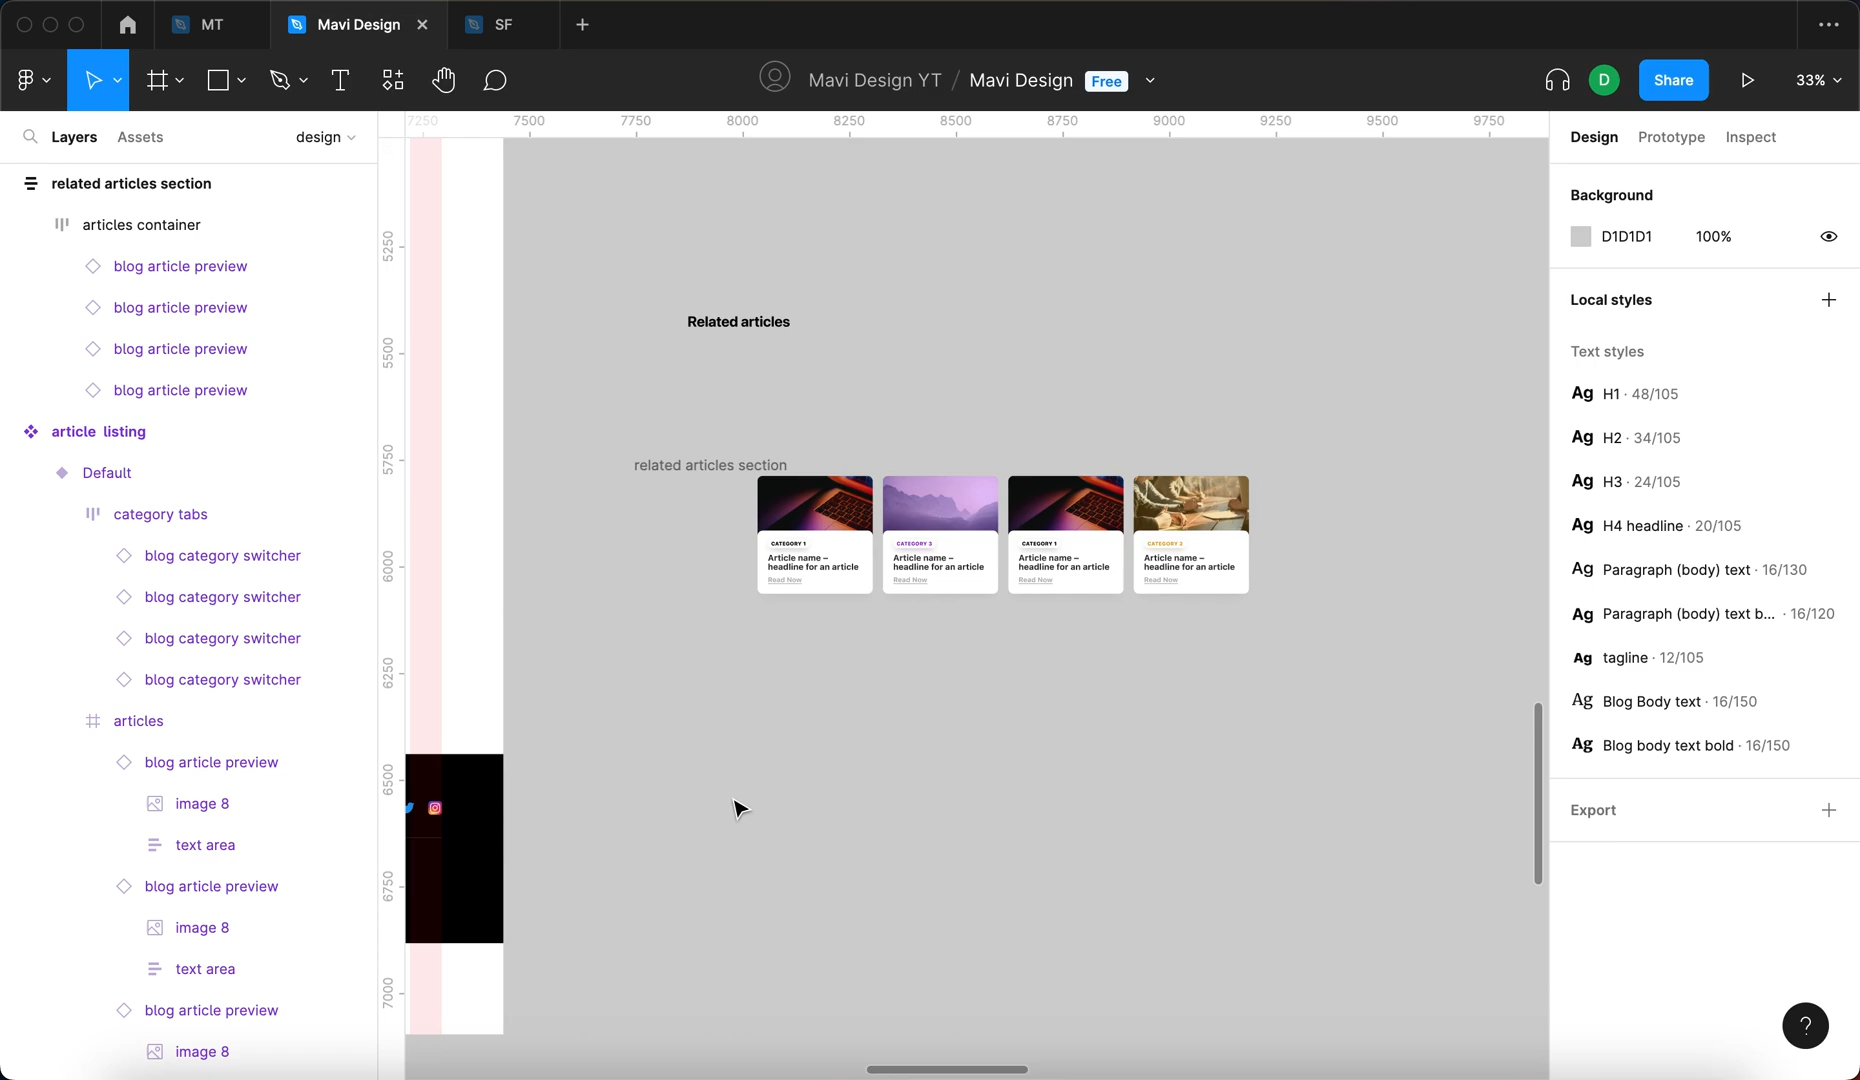 MT
Mavi Design
SF
Mavi Design YT / Mavi Design Free
D
Share
33%
Layers
Assets
design
related articles section
articles container
blog article preview
blog article preview
blog article preview
blog article preview
article listing
Default
category tabs
blog category switcher
blog category switcher
blog category switcher
blog category switcher
articles
blog article preview
image 8
text area
blog article preview
image 8
text area
blog article preview
image 8
7250 7500 7750 8000 8250 8500 8750 9000 9250 9500 9750
5250
5500
5750
6000
6250
6500
6750
7000
Related articles
related articles section
CATEGORY 1
Article name –
headline for an article
Read Now
CATEGORY 3
Article name –
headline for an article
Read Now
CATEGORY 1
Article name –
headline for an article
Read Now
CATEGORY 2
Article name –
headline for an article
Read Now
Design
Prototype
Inspect
Background
D1D1D1 100%
Local styles
Text styles
Ag H1 · 48/105
Ag H2 · 34/105
Ag H3 · 24/105
Ag H4 headline · 20/105
Ag Paragraph (body) text · 16/130
Ag Paragraph (body) text b... · 16/120
Ag tagline · 12/105
Ag Blog Body text · 16/150
Ag Blog body text bold · 16/150
Export
?